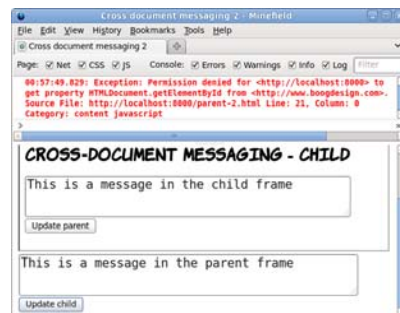 Cross document messaging 2 - Minefield
File Edit View History Bookmarks Tools Help
Cross document messaging 2
Page: Net CSS JS Console: Errors Warnings Info Log Filter
00:57:49.829: Exception: Permission denied for <http://localhost:8000> to
get property HTMLDocument.getElementById from <http://www.boogdesign.com>.
Source File: http://localhost:8000/parent-2.html Line: 21, Column: 0
Category: content javascript
>
CROSS-DOCUMENT MESSAGING - CHILD
This is a message in the child frame
Update parent
This is a message in the parent frame
Update child